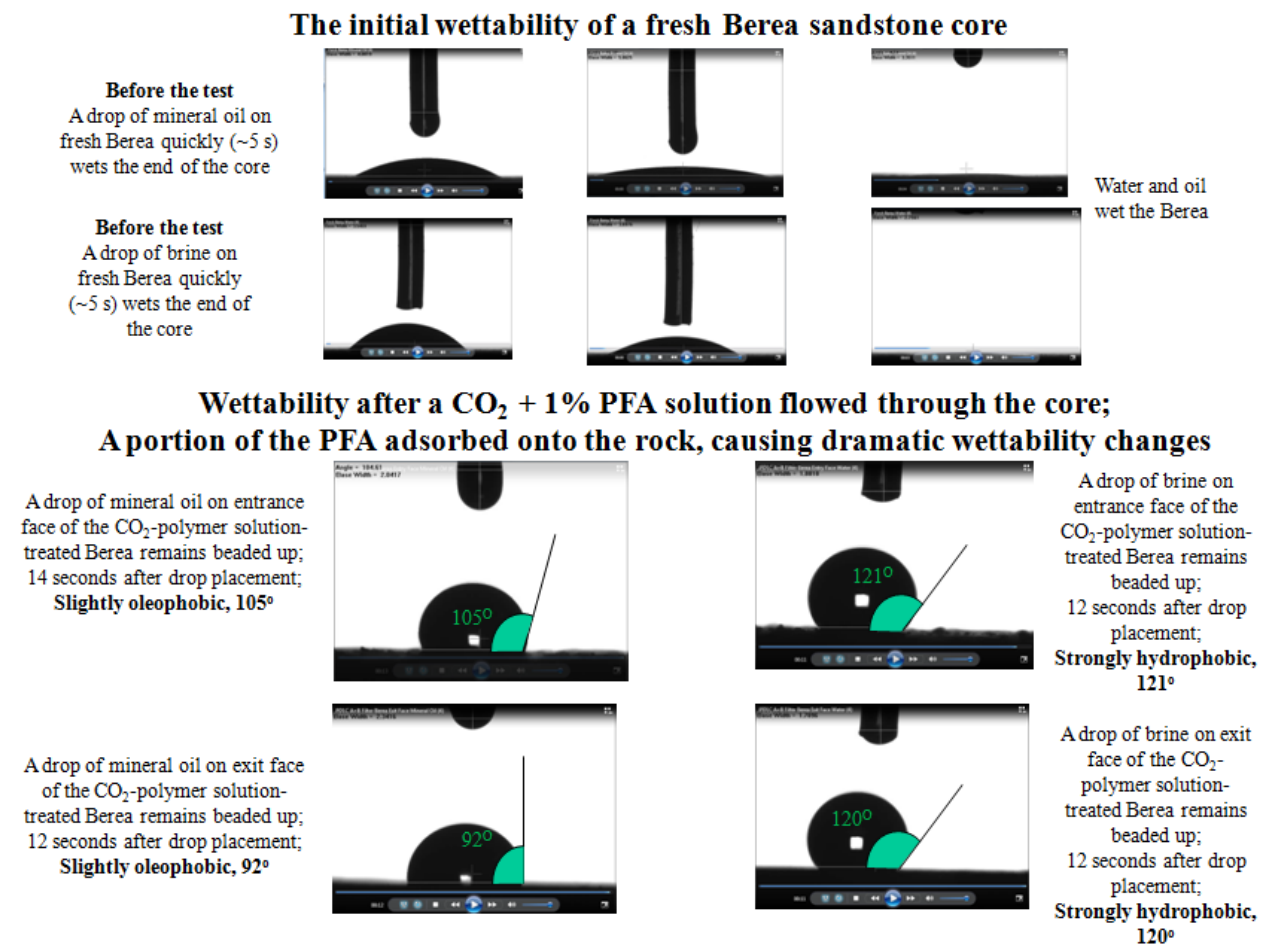 The initial wettability of a fresh Berea sandstone core
Before the test
A drop of mineral oil on
fresh Berea quickly (~5 s)
wets the end of the core
Water and oil
wet the Berea
Before the test
A drop of brine on
fresh Berea quickly
(~5 s) wets the end of
the core
Wettability after a CO₂ + 1% PFA solution flowed through the core;
A portion of the PFA adsorbed onto the rock, causing dramatic wettability changes
A drop of mineral oil on entrance
face of the CO₂-polymer solution-
treated Berea remains beaded up;
14 seconds after drop placement;
Slightly oleophobic, 105º
Angle = 104.61
Base Width = 2.0417
105º
121º
A drop of brine on
entrance face of the
CO₂-polymer solution-
treated Berea remains
beaded up;
12 seconds after drop
placement;
Strongly hydrophobic,
121º
A drop of mineral oil on exit face
of the CO₂-polymer solution-
treated Berea remains beaded up;
12 seconds after drop placement;
Slightly oleophobic, 92º
92º
120º
A drop of brine on exit
face of the CO₂-
polymer solution-
treated Berea remains
beaded up;
12 seconds after drop
placement;
Strongly hydrophobic,
120º